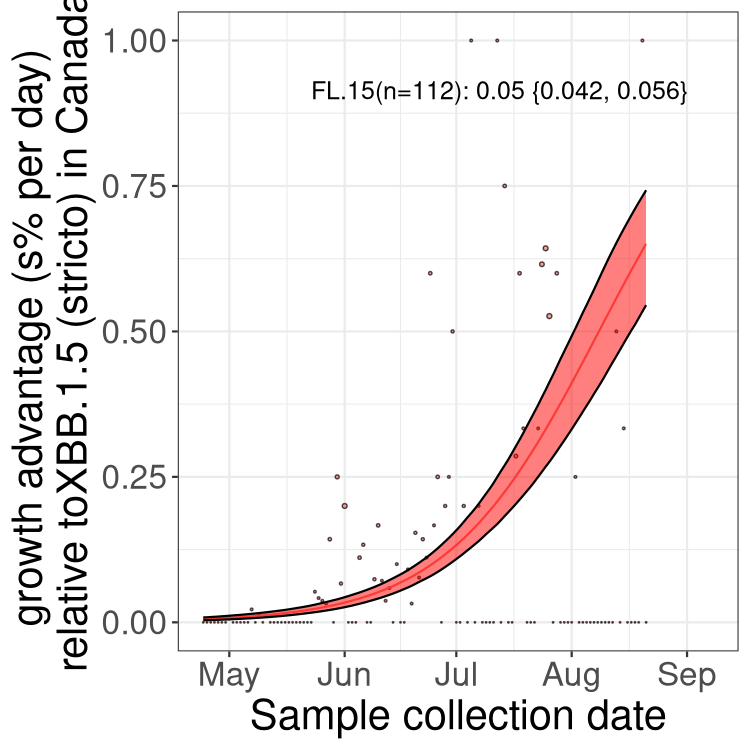 growth advantage (s% per day)
relative toXBB.1.5 (stricto) in Canada
1.00
0.75
0.50
0.25
0.00
FL.15(n=112): 0.05 {0.042, 0.056}
May Jun Jul Aug Sep
Sample collection date